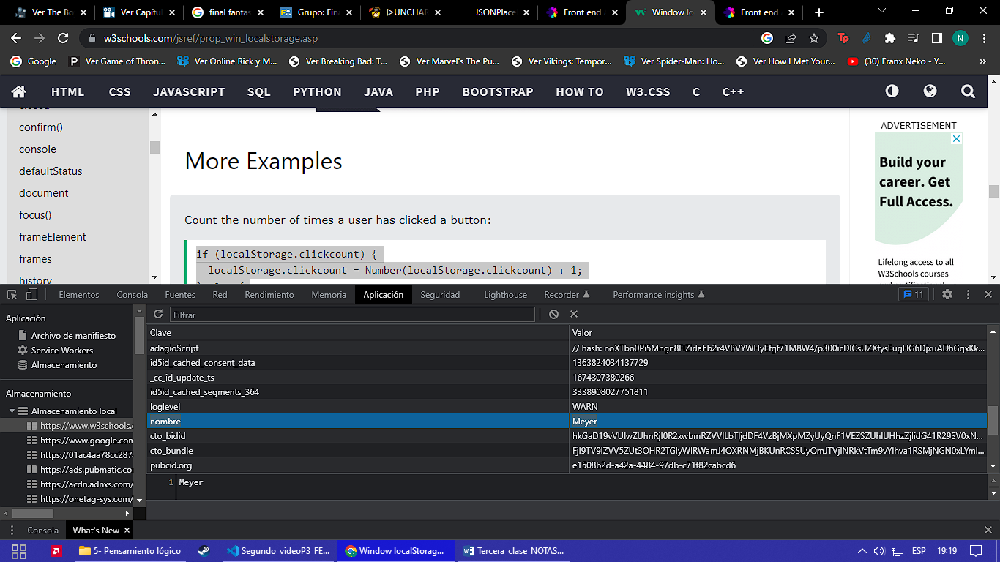 Ver The Bo
Ver Capítu
final fantas
Grupo: Fin
▷UNCHAR
JSONPlace
Front end
Window lo
Front end
w3schools.com/jsref/prop_win_localstorage.asp
N
Google
Ver Game of Thron...
Ver Online Rick y M...
Ver Breaking Bad: T...
Ver Marvel's The Pu...
Ver Vikings: Tempor...
Ver Spider-Man: Ho...
Ver How I Met Your...
(30) Franx Neko - Y...
»
HTML CSS JAVASCRIPT SQL PYTHON JAVA PHP BOOTSTRAP HOW TO W3.CSS C C++
closed
confirm()
console
defaultStatus
document
focus()
frameElement
frames
history
More Examples
Count the number of times a user has clicked a button:
if (localStorage.clickcount) {
localStorage.clickcount = Number(localStorage.clickcount) + 1;
ADVERTISEMENT
Build your
career. Get
Full Access.
Lifelong access to all
W3Schools courses
Elementos Consola Fuentes Red Rendimiento Memoria Aplicación Seguridad Lighthouse Recorder Performance insights 11
Aplicación
Archivo de manifiesto
Service Workers
Almacenamiento
Almacenamiento
Almacenamiento local
https://www.w3schools.c
https://www.google.com
https://01ac4aa78cc287
https://ads.pubmatic.co
https://acdn.adnxs.com/
https://onetag-sys.com/
Filtrar
Clave Valor
adagioScript
id5id_cached_consent_data 1363824034137729
_cc_id_update_ts 1674307380266
id5id_cached_segments_364 3338908027751811
loglevel WARN
nombre Meyer
cto_bidid
cto_bundle
pubcid.org e1508b2d-a42a-4484-97db-c71f82cabcd6
1 Meyer
Consola What's New
5- Pensamiento lógico
Segundo_videoP3_FE...
Window localStorag...
Tercera_clase_NOTAS...
ESP 19:19